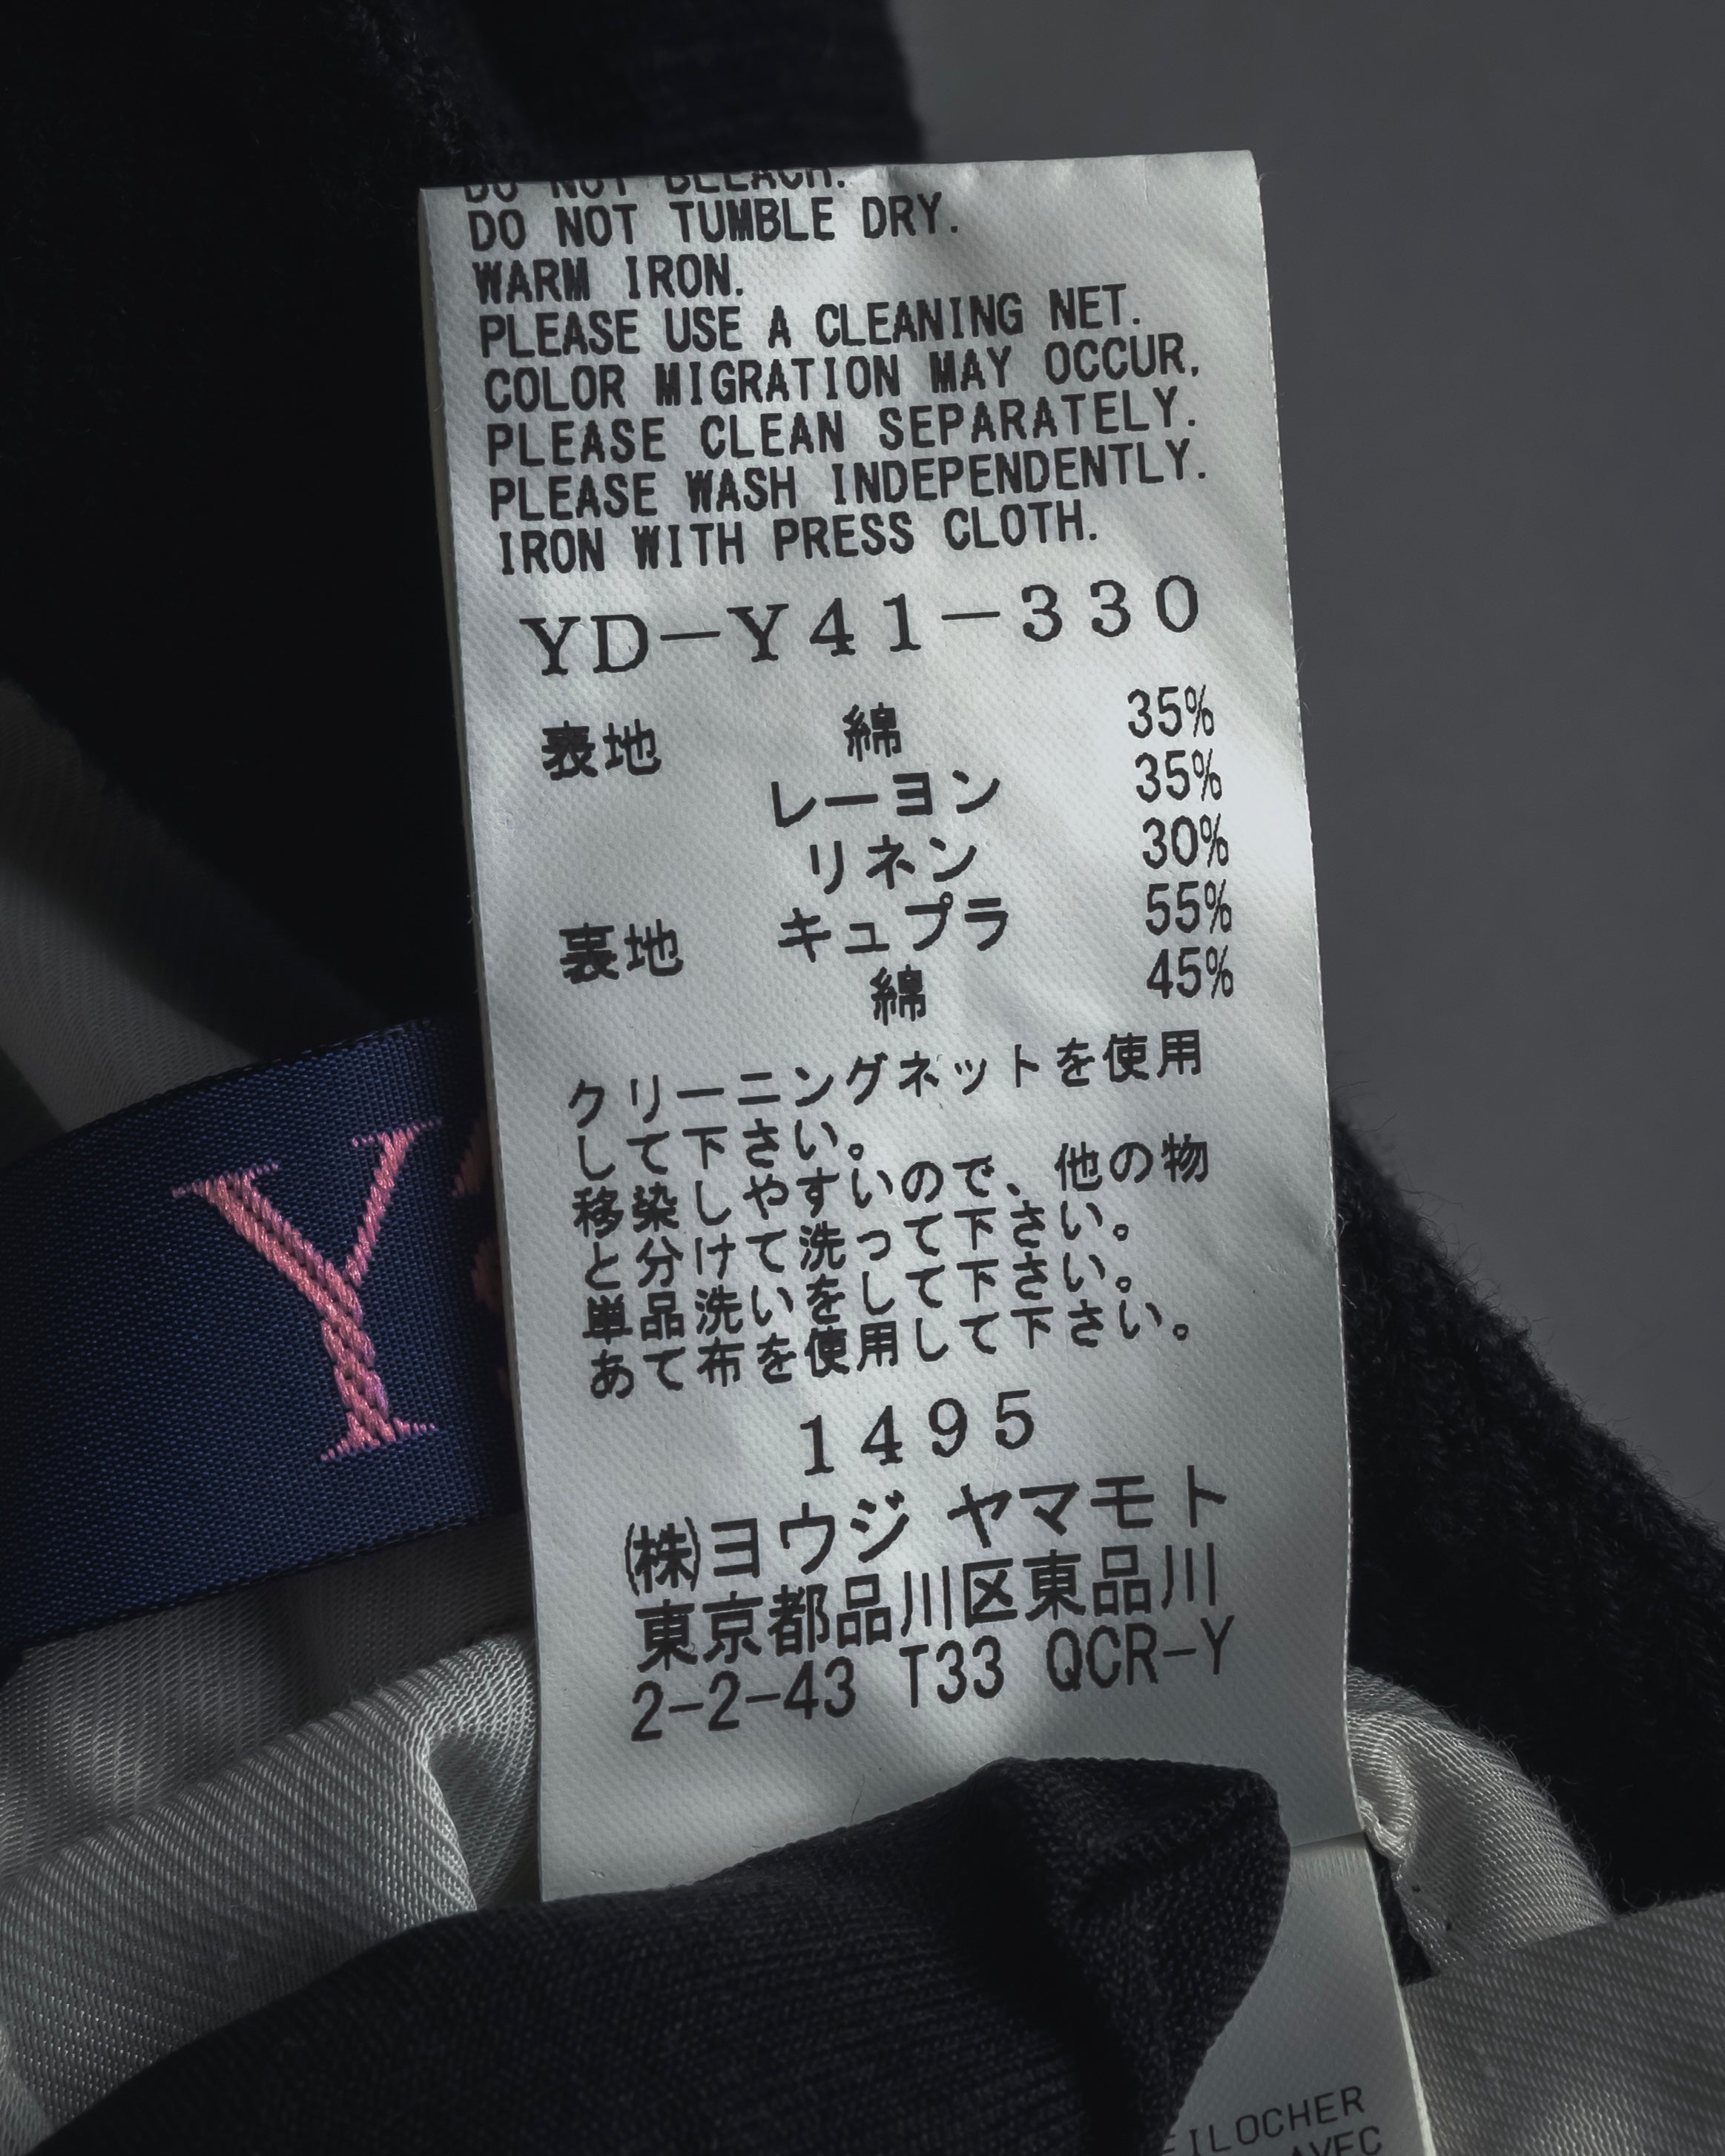 DO NOT BLEACH.
DO NOT TUMBLE DRY.
WARM IRON.
PLEASE USE A CLEANING NET.
COLOR MIGRATION MAY OCCUR,
PLEASE CLEAN SEPARATELY.
PLEASE WASH INDEPENDENTLY.
IRON WITH PRESS CLOTH.
YD-Y41-330
表地 綿 35%
レーヨン 35%
リネン 30%
裏地 キュプラ 55%
綿 45%
クリーニングネットを使用
して下さい。
移染しやすいので、他の物
と分けて洗って下さい。
単品洗いをして下さい。
あて布を使用して下さい。
1495
㈱ヨウジ ヤマモト
東京都品川区東品川
2-2-43 T33 QCR-Y
Y
EILOCHER
AVEC